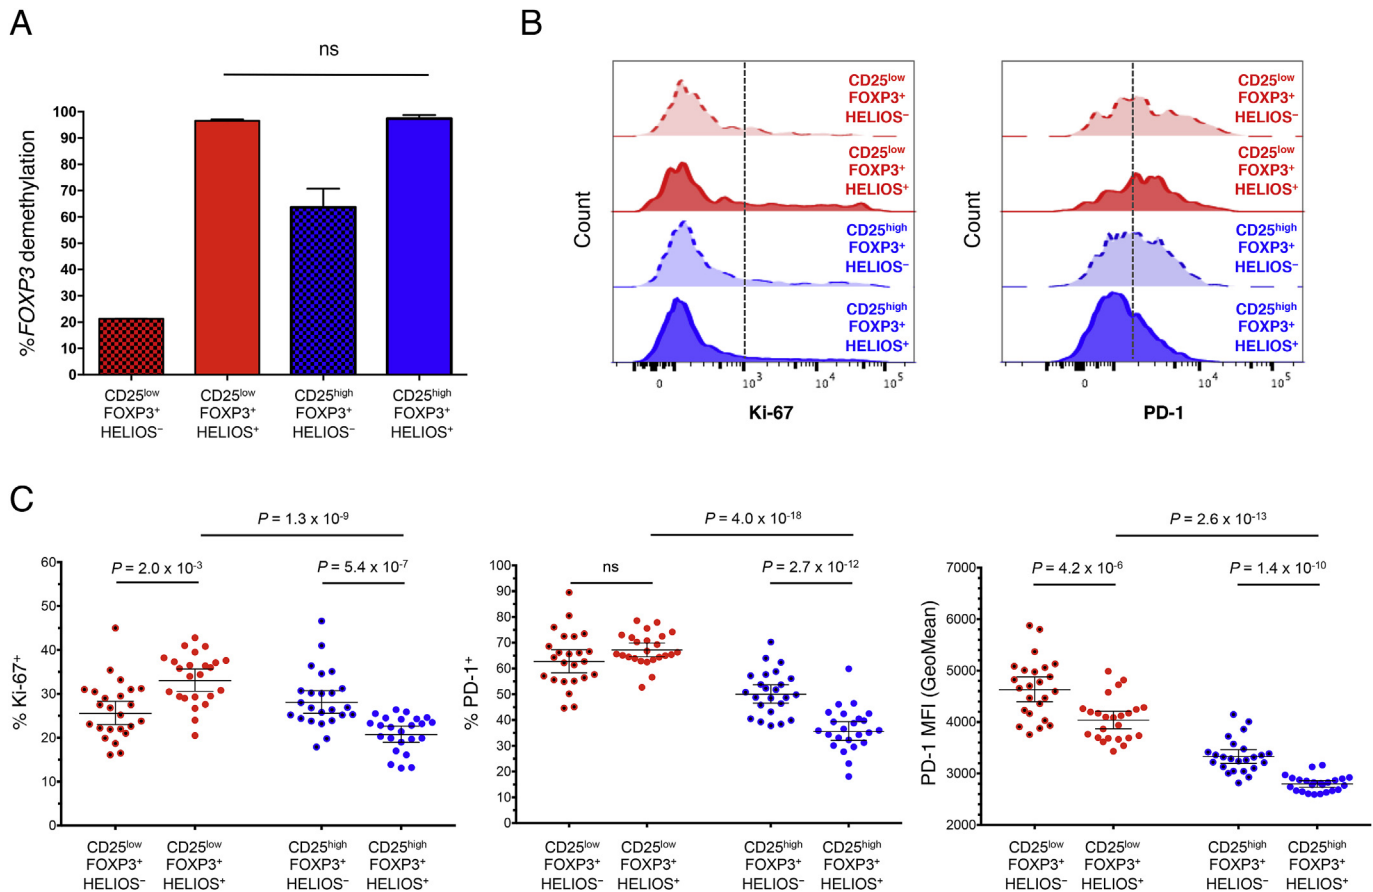 A
ns
%FOXP3 demethylation
100
90
80
70
60
50
40
30
20
10
0
CD25low
FOXP3+
HELIOS−
CD25low
FOXP3+
HELIOS+
CD25high
FOXP3+
HELIOS−
CD25high
FOXP3+
HELIOS+
B
Count
CD25low
FOXP3+
HELIOS−
CD25low
FOXP3+
HELIOS+
CD25high
FOXP3+
HELIOS−
CD25high
FOXP3+
HELIOS+
0 10³ 10⁴ 10⁵
Ki-67
Count
CD25low
FOXP3+
HELIOS−
CD25low
FOXP3+
HELIOS+
CD25high
FOXP3+
HELIOS−
CD25high
FOXP3+
HELIOS+
0 10⁴ 10⁵
PD-1
C
P = 1.3 x 10-9
P = 2.0 x 10-3
P = 5.4 x 10-7
% Ki-67+
60
50
40
30
20
10
0
CD25low
FOXP3+
HELIOS−
CD25low
FOXP3+
HELIOS+
CD25high
FOXP3+
HELIOS−
CD25high
FOXP3+
HELIOS+
P = 4.0 x 10-18
ns
P = 2.7 x 10-12
% PD-1+
100
90
80
70
60
50
40
30
20
10
0
CD25low
FOXP3+
HELIOS−
CD25low
FOXP3+
HELIOS+
CD25high
FOXP3+
HELIOS−
CD25high
FOXP3+
HELIOS+
P = 2.6 x 10-13
P = 4.2 x 10-6
P = 1.4 x 10-10
PD-1 MFI (GeoMean)
7000
6000
5000
4000
3000
2000
CD25low
FOXP3+
HELIOS−
CD25low
FOXP3+
HELIOS+
CD25high
FOXP3+
HELIOS−
CD25high
FOXP3+
HELIOS+